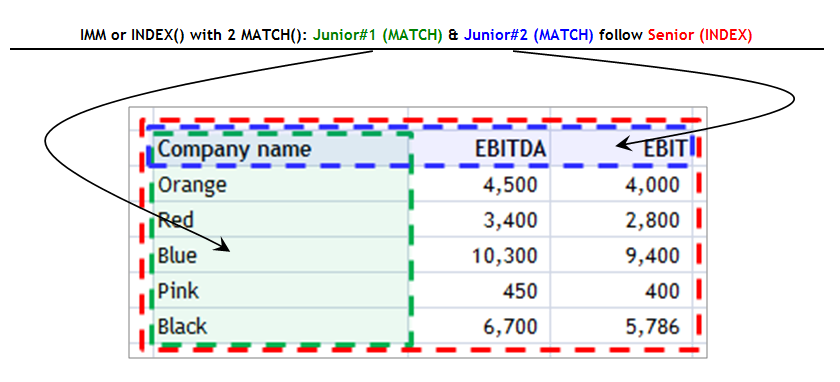 IMM or INDEX() with 2 MATCH(): Junior#1 (MATCH) & Junior#2 (MATCH) follow Senior (INDEX)
Company name EBITDA EBIT
Orange 4,500 4,000
Red 3,400 2,800
Blue 10,300 9,400
Pink 450 400
Black 6,700 5,786